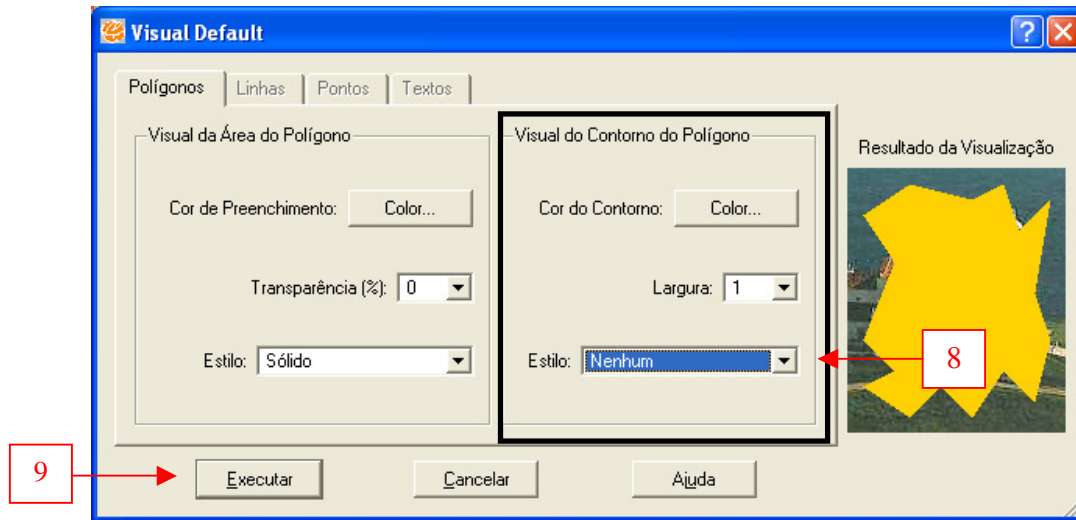 Visual Default
Polígonos Linhas Pontos Textos
Visual da Área do Polígono
Cor de Preenchimento: Color...
Transparência (%): 0
Estilo: Sólido
Visual do Contorno do Polígono
Cor do Contorno: Color...
Largura: 1
Estilo: Nenhum
8
Resultado da Visualização
9
Executar Cancelar Ajuda